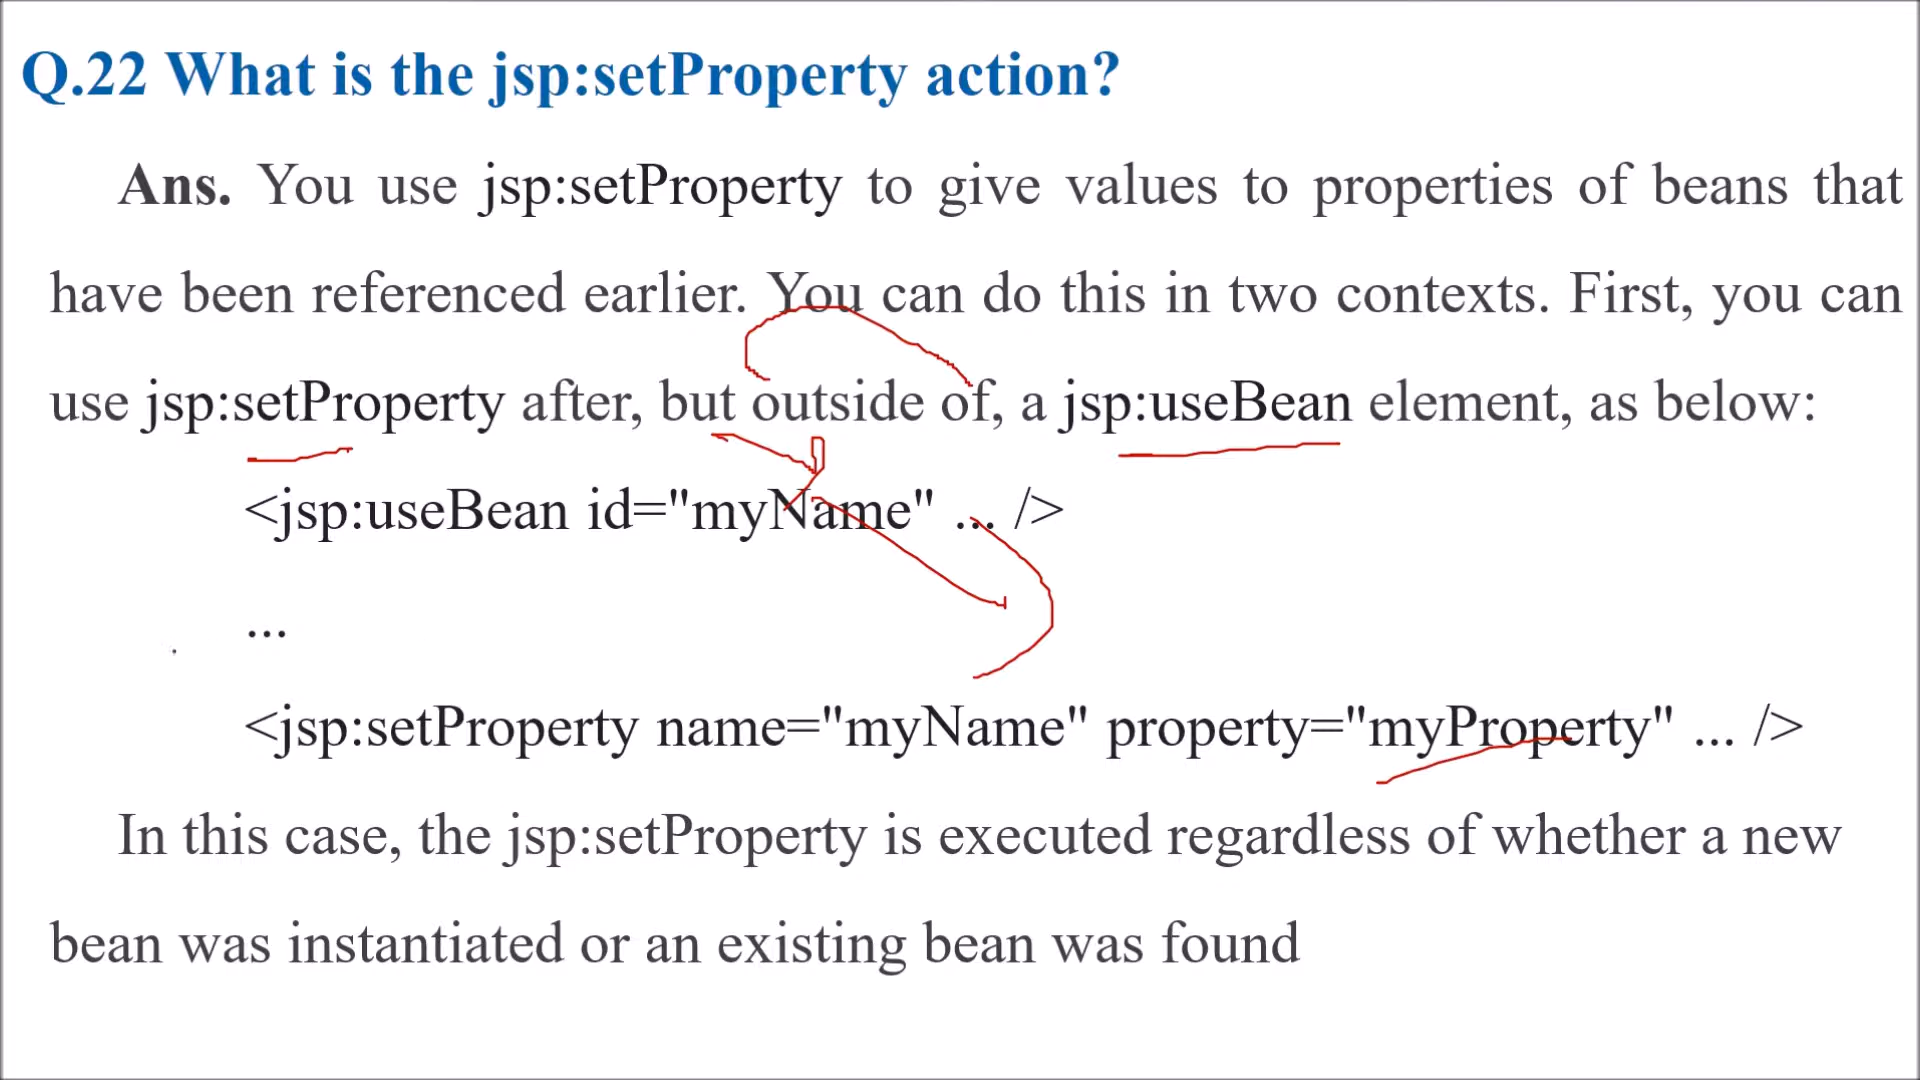 Q.22 What is the jsp:setProperty action?
Ans. You use jsp:setProperty to give values to properties of beans that
have been referenced earlier. You can do this in two contexts. First, you can
use jsp:setProperty after, but outside of, a jsp:useBean element, as below:
<jsp:useBean id="myName" ... />
...
<jsp:setProperty name="myName" property="myProperty" ... />
In this case, the jsp:setProperty is executed regardless of whether a new
bean was instantiated or an existing bean was found